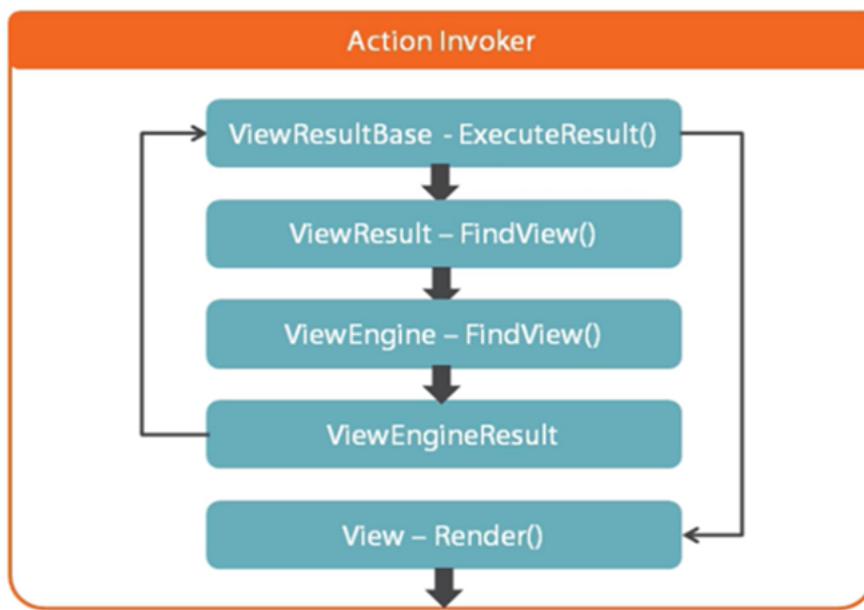 Action Invoker
ViewResultBase - ExecuteResult()
ViewResult – FindView()
ViewEngine – FindView()
ViewEngineResult
View – Render()